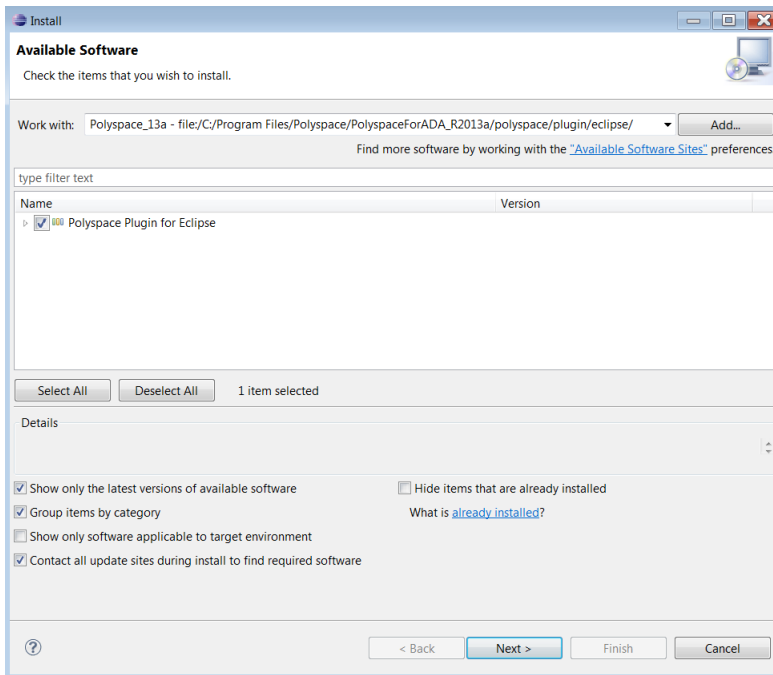 Install
Available Software
Check the items that you wish to install.
Work with: Polyspace_13a - file:/C:/Program Files/Polyspace/PolyspaceForADA_R2013a/polyspace/plugin/eclipse/ Add...
Find more software by working with the "Available Software Sites" preferences
type filter text
Name Version
Polyspace Plugin for Eclipse
Select All Deselect All 1 item selected
Details
Show only the latest versions of available software Hide items that are already installed
Group items by category What is already installed?
Show only software applicable to target environment
Contact all update sites during install to find required software
? < Back Next > Finish Cancel